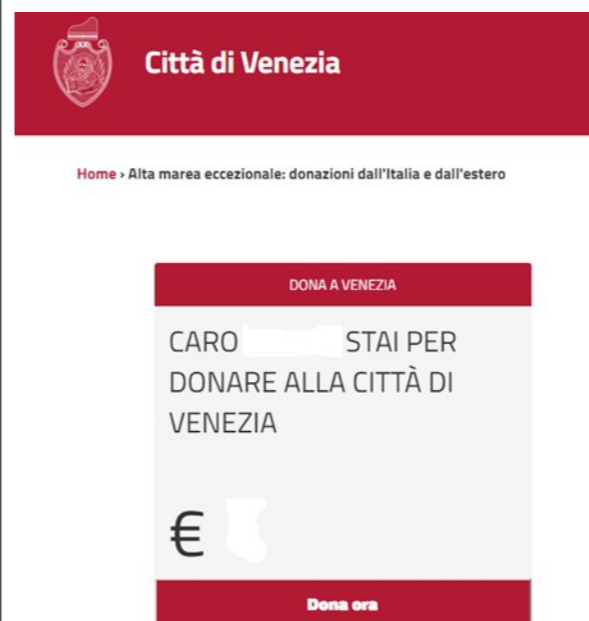 Città di Venezia
Home › Alta marea eccezionale: donazioni dall'Italia e dall'estero
DONA A VENEZIA
CARO STAI PER
DONARE ALLA CITTÀ DI
VENEZIA
€
Dona ora